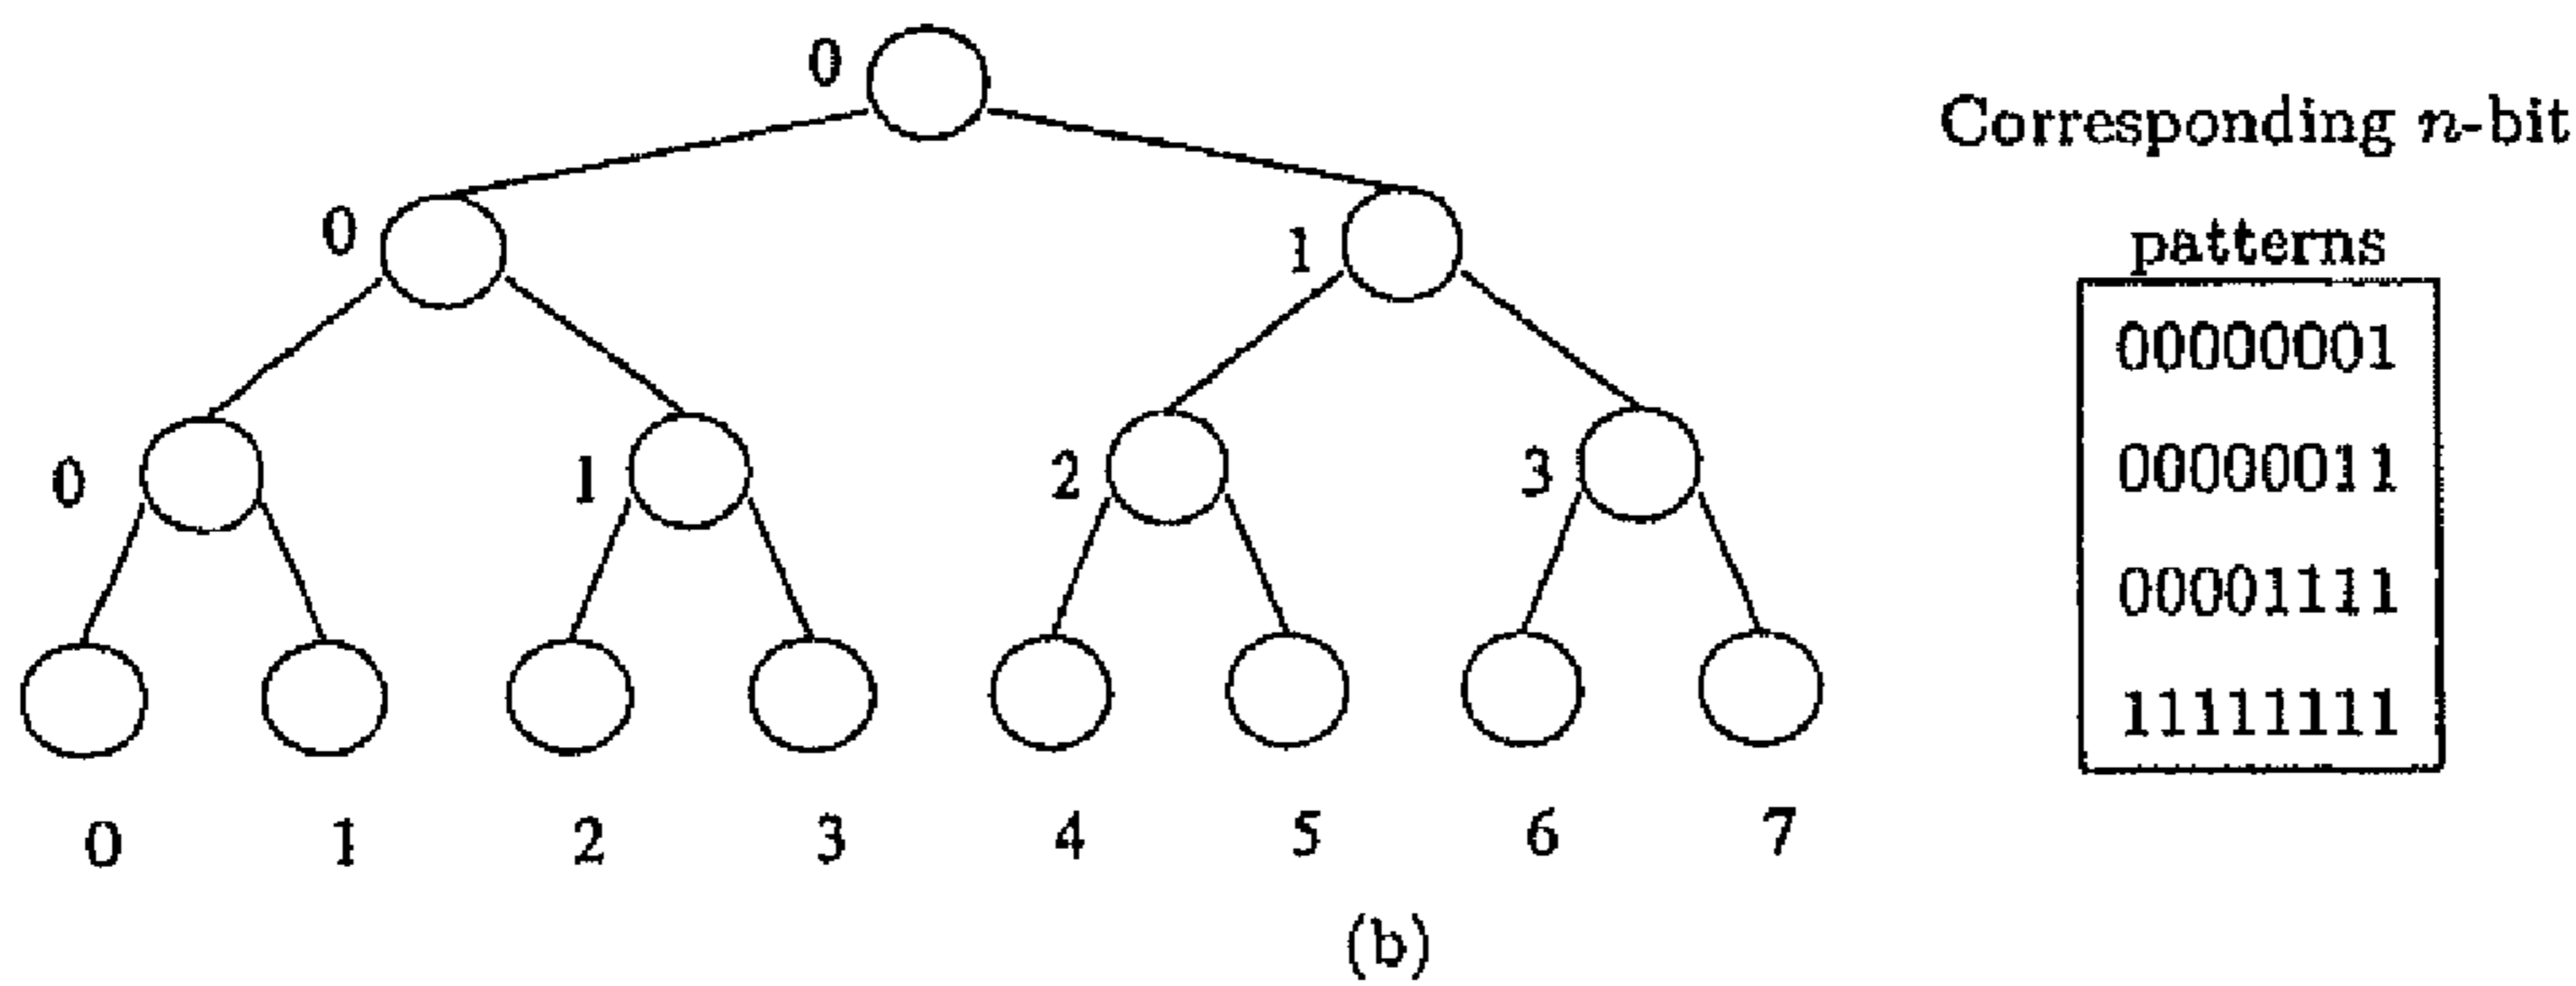 0
Corresponding n-bit
0 1 patterns
00000001
0 1 2 3 00000011
00001111
11111111
0 1 2 3 4 5 6 7
(b)